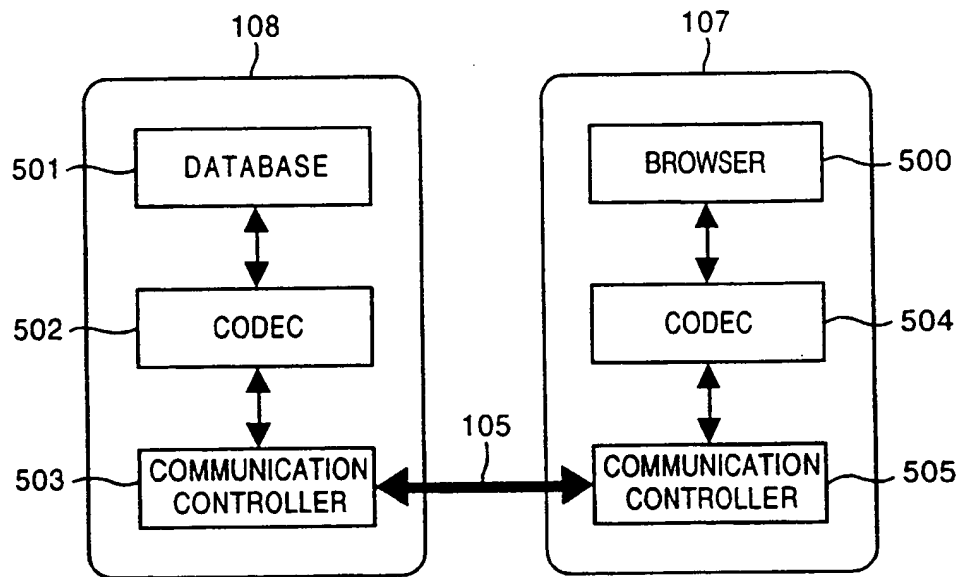 108
107
501
DATABASE
BROWSER
500
502
CODEC
CODEC
504
105
503
COMMUNICATION
CONTROLLER
COMMUNICATION
CONTROLLER
505